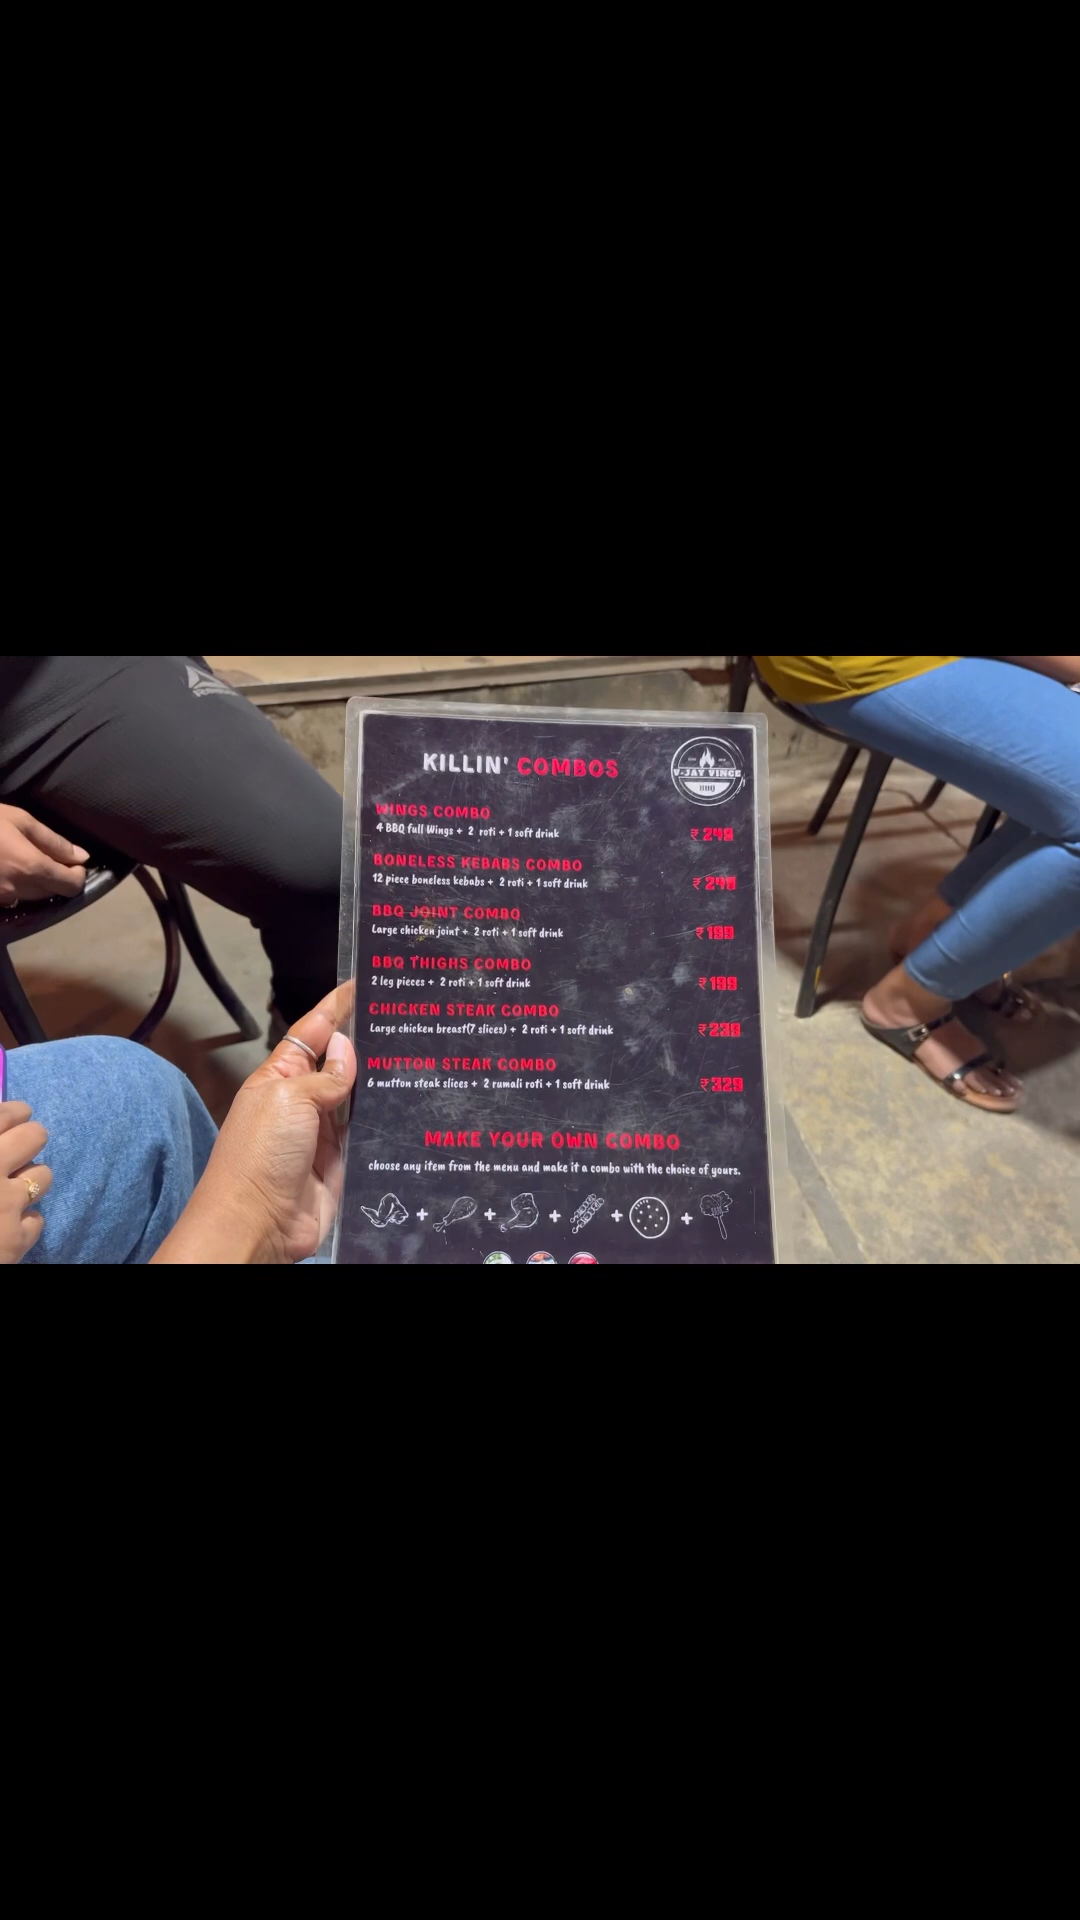 KILLIN' COMBOS
V-JAY VINCE
BBQ
WINGS COMBO
4 BBQ full Wings + 2 roti + 1 soft drink ₹ 249
BONELESS KEBABS COMBO
12 piece boneless kebabs + 2 roti + 1 soft drink ₹ 249
BBQ JOINT COMBO
Large chicken joint + 2 roti + 1 soft drink ₹ 199
BBQ THIGHS COMBO
2 leg pieces + 2 roti + 1 soft drink ₹ 199
CHICKEN STEAK COMBO
Large chicken breast(7 slices) + 2 roti + 1 soft drink ₹ 239
MUTTON STEAK COMBO
6 mutton steak slices + 2 rumali roti + 1 soft drink ₹ 329
MAKE YOUR OWN COMBO
choose any item from the menu and make it a combo with the choice of yours.
+ + + + +